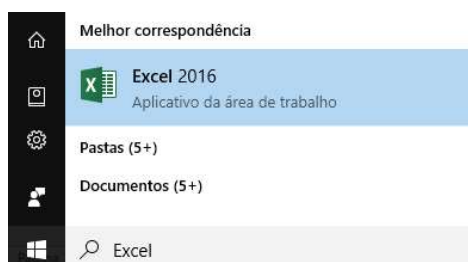 Melhor correspondência
Excel 2016
Aplicativo da área de trabalho
Pastas (5+)
Documentos (5+)
Excel